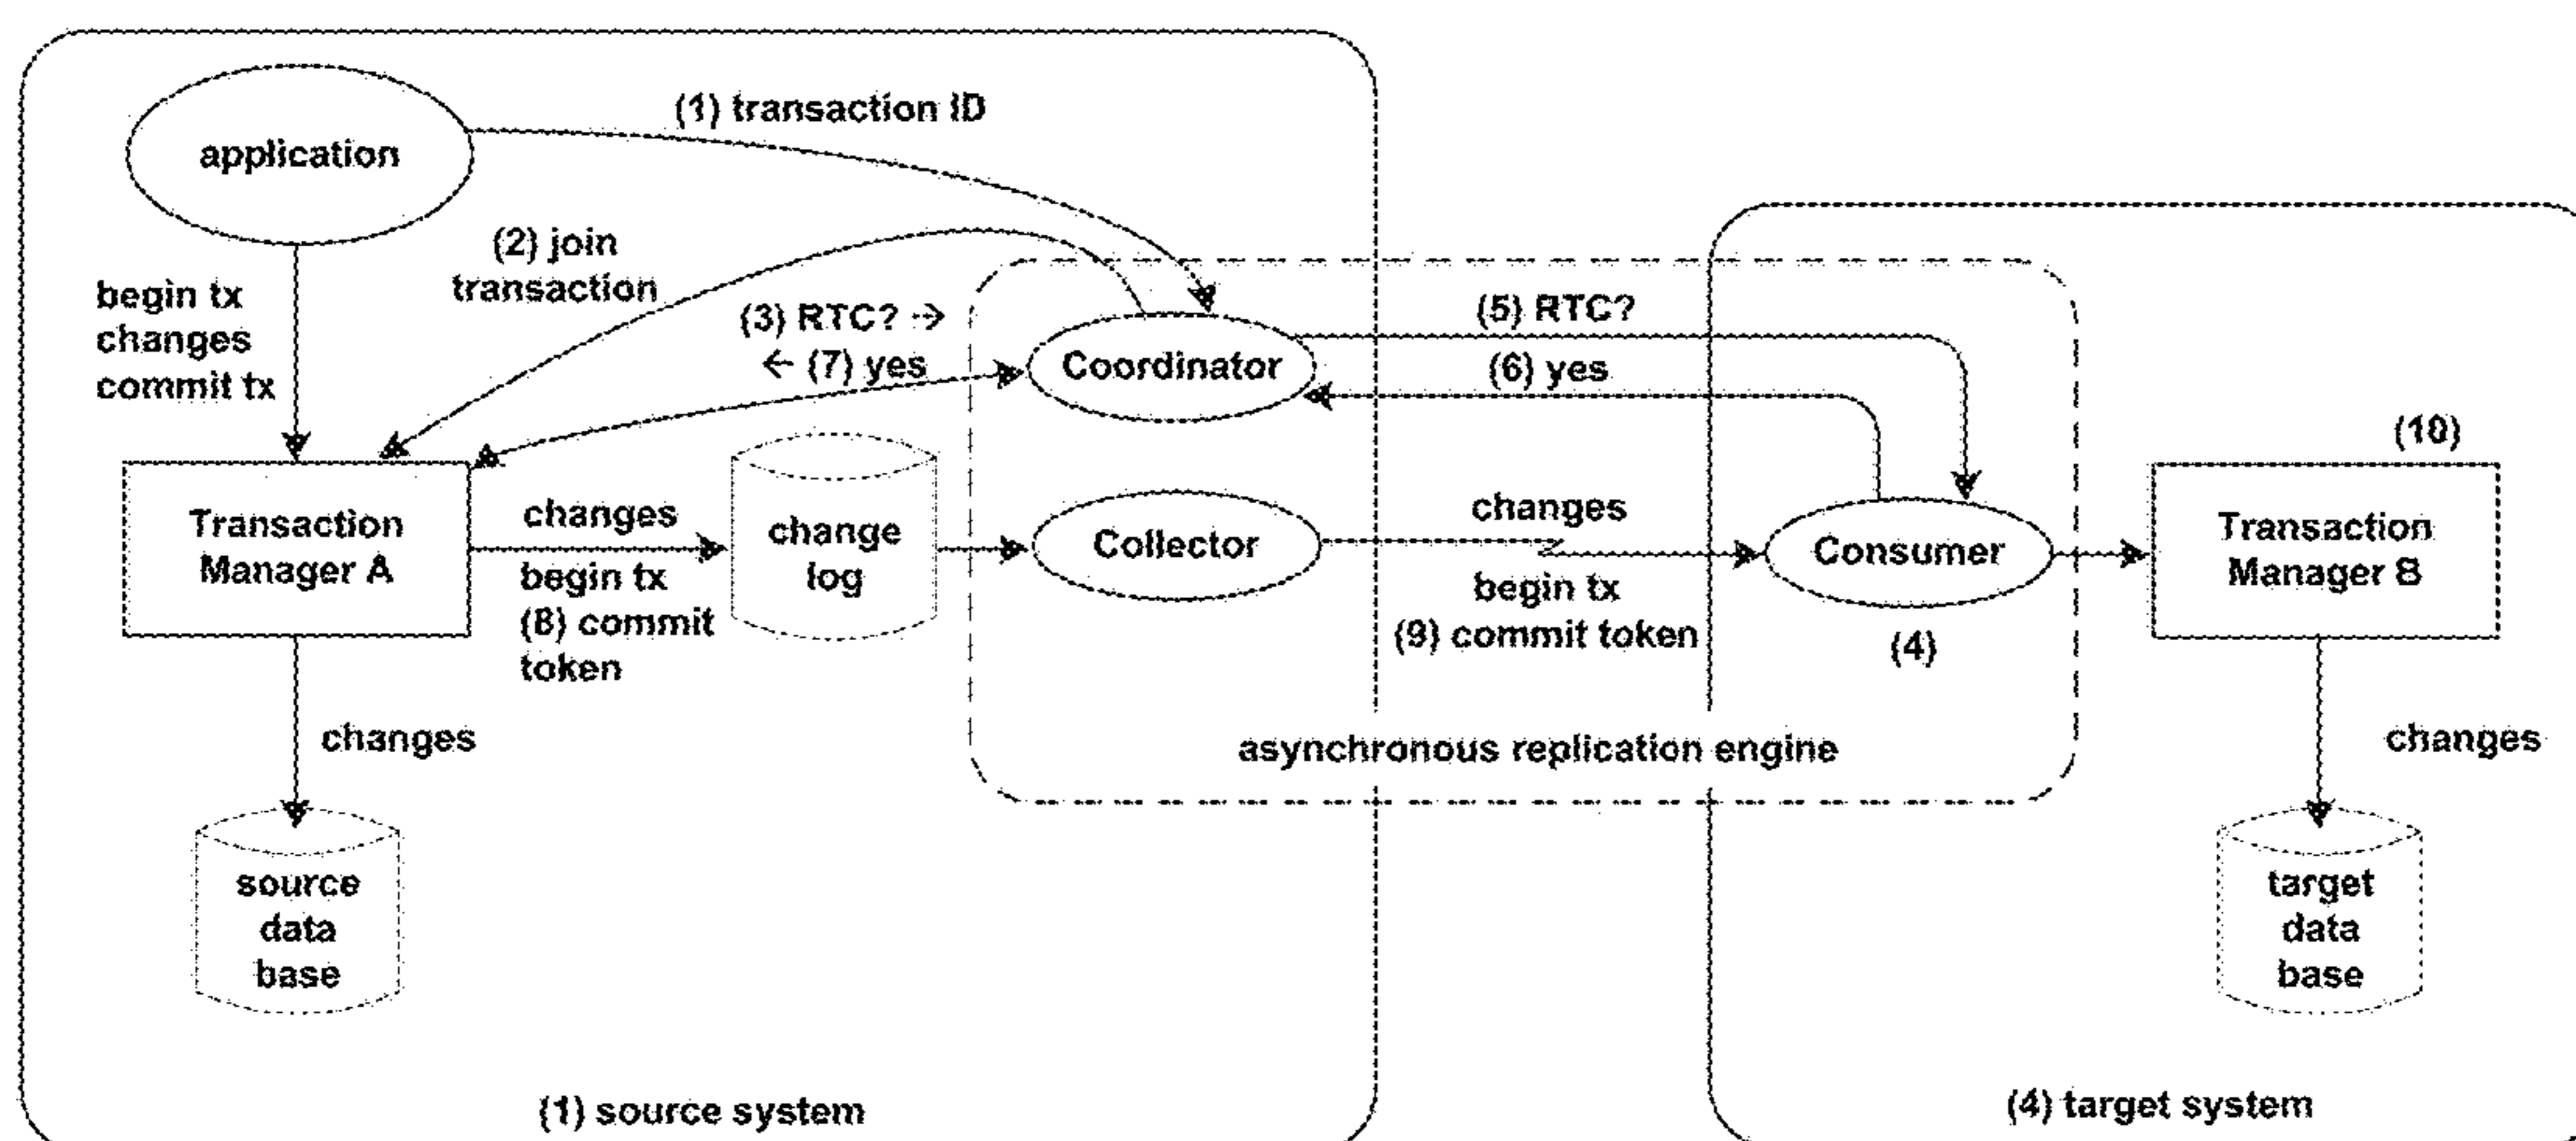 (1) transaction ID
application
(2) join
transaction
begin tx
changes
commit tx
(3) RTC? →
← (7) yes
Coordinator
(5) RTC?
(6) yes
(10)
Transaction
Manager A
changes
begin tx
(8) commit
token
change
log
Collector
changes
begin tx
(9) commit token
Consumer
(4)
Transaction
Manager B
changes
asynchronous replication engine
changes
source
data
base
target
data
base
(1) source system
(4) target system